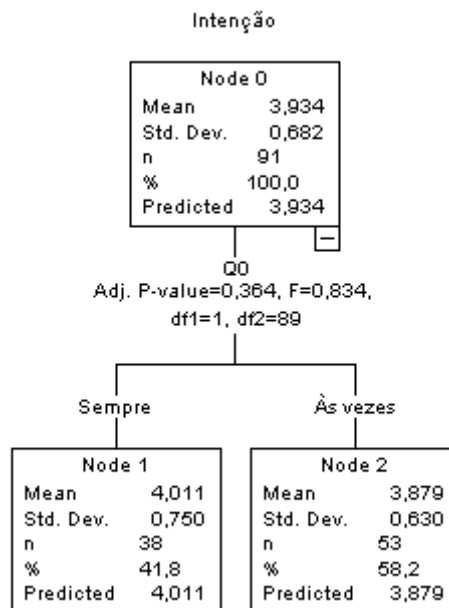 Intenção
Node 0
Mean 3,934
Std. Dev. 0,682
n 91
% 100,0
Predicted 3,934
Q0
Adj. P-value=0,364, F=0,834,
df1=1, df2=89
Sempre
Às vezes
Node 1
Mean 4,011
Std. Dev. 0,750
n 38
% 41,8
Predicted 4,011
Node 2
Mean 3,879
Std. Dev. 0,630
n 53
% 58,2
Predicted 3,879